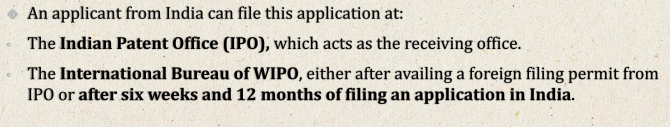 An applicant from India can file this application at:
The Indian Patent Office (IPO), which acts as the receiving office.
The International Bureau of WIPO, either after availing a foreign filing permit from
IPO or after six weeks and 12 months of filing an application in India.